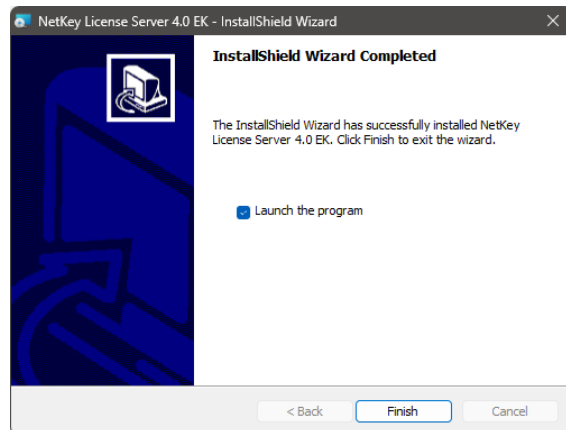 NetKey License Server 4.0 EK - InstallShield Wizard
InstallShield Wizard Completed
The InstallShield Wizard has successfully installed NetKey
License Server 4.0 EK. Click Finish to exit the wizard.
Launch the program
< Back
Finish
Cancel